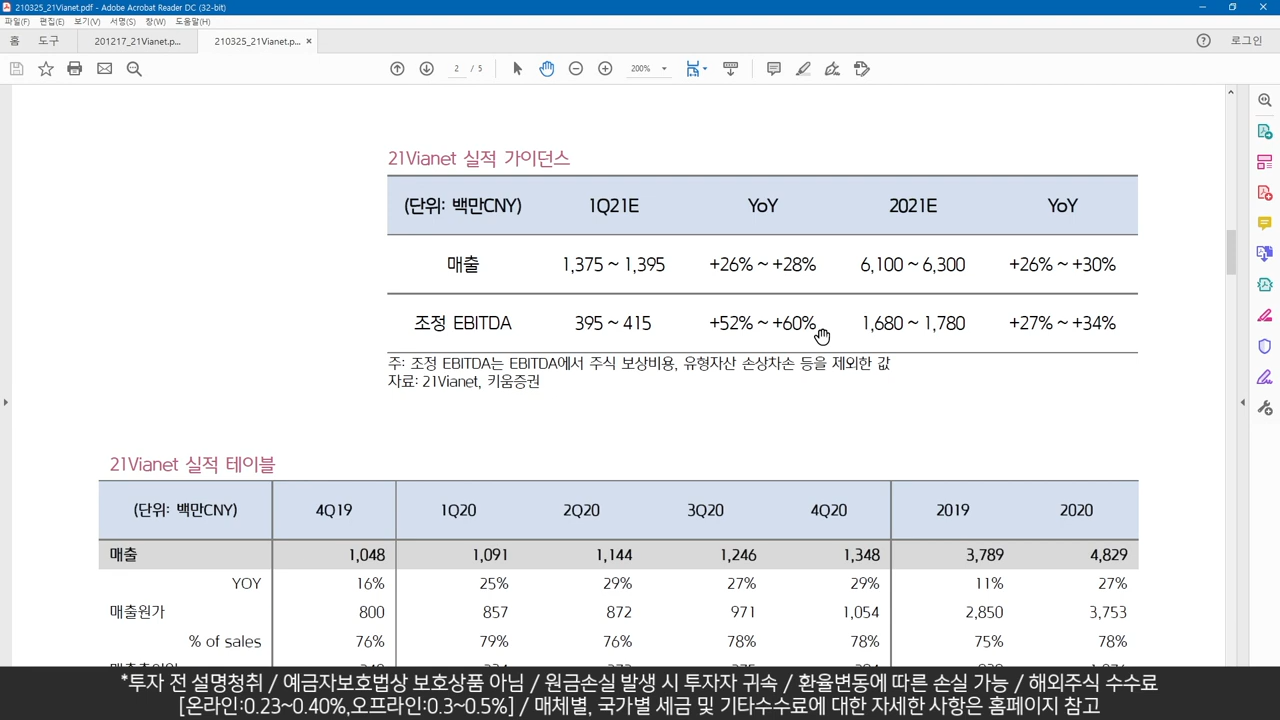 210325_21Vianet.pdf - Adobe Acrobat Reader DC (32-bit)
파일(F) 편집(E) 보기(V) 서명(S) 창(W) 도움말(H)
홈 도구 201217_21Vianet.p... 210325_21Vianet.p... × 로그인
2 / 5 200%
21Vianet 실적 가이던스
(단위: 백만CNY) 1Q21E YoY 2021E YoY
매출 1,375 ~ 1,395 +26% ~ +28% 6,100 ~ 6,300 +26% ~ +30%
조정 EBITDA 395 ~ 415 +52% ~ +60% 1,680 ~ 1,780 +27% ~ +34%
주: 조정 EBITDA는 EBITDA에서 주식 보상비용, 유형자산 손상차손 등을 제외한 값
자료: 21Vianet, 키움증권
21Vianet 실적 테이블
(단위: 백만CNY) 4Q19 1Q20 2Q20 3Q20 4Q20 2019 2020
매출 1,048 1,091 1,144 1,246 1,348 3,789 4,829
YOY 16% 25% 29% 27% 29% 11% 27%
매출원가 800 857 872 971 1,054 2,850 3,753
% of sales 76% 79% 76% 78% 78% 75% 78%
*투자 전 설명청취 / 예금자보호법상 보호상품 아님 / 원금손실 발생 시 투자자 귀속 / 환율변동에 따른 손실 가능 / 해외주식 수수료
[온라인:0.23~0.40%,오프라인:0.3~0.5%] / 매체별, 국가별 세금 및 기타수수료에 대한 자세한 사항은 홈페이지 참고